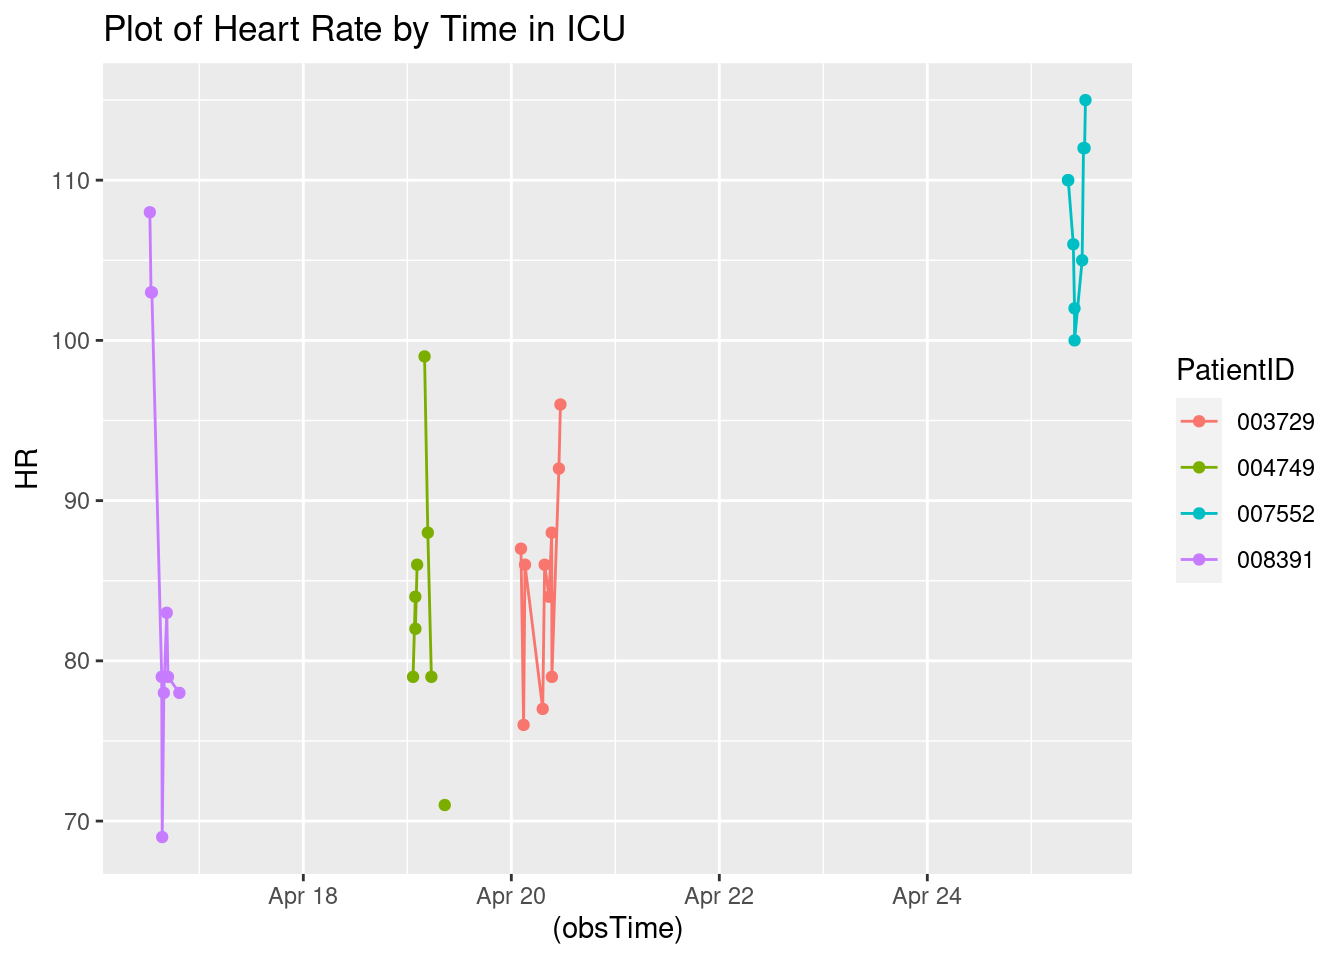 Plot of Heart Rate by Time in ICU
HR
110
100
90
80
70
Apr 18
Apr 20
Apr 22
Apr 24
(obsTime)
PatientID
003729
004749
007552
008391